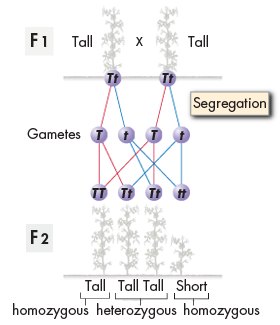 F1 Tall x Tall
Tt Tt
Segregation
Gametes T t T t
TT Tt Tt tt
F2
Tall Tall Tall Short
homozygous heterozygous homozygous